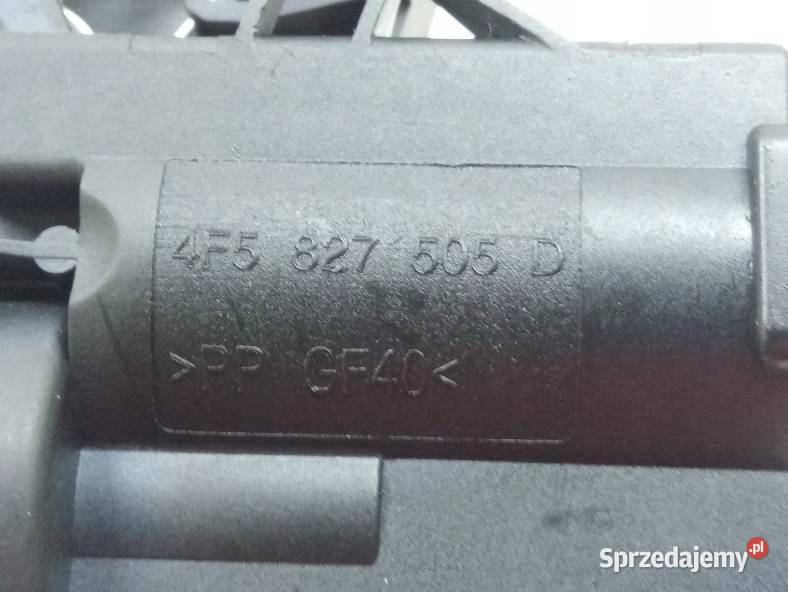 4F5 827 505 D
>PP GF40<
Sprzedajemy.pl